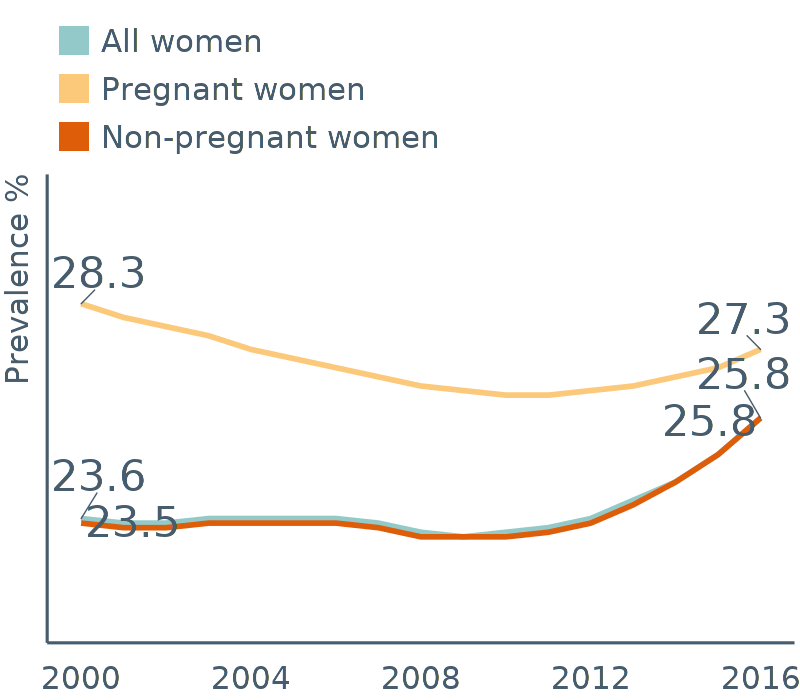 All women
Pregnant women
Non-pregnant women
Prevalence %
28.3
27.3
25.8
25.8
23.6
23.5
2000 2004 2008 2012 2016